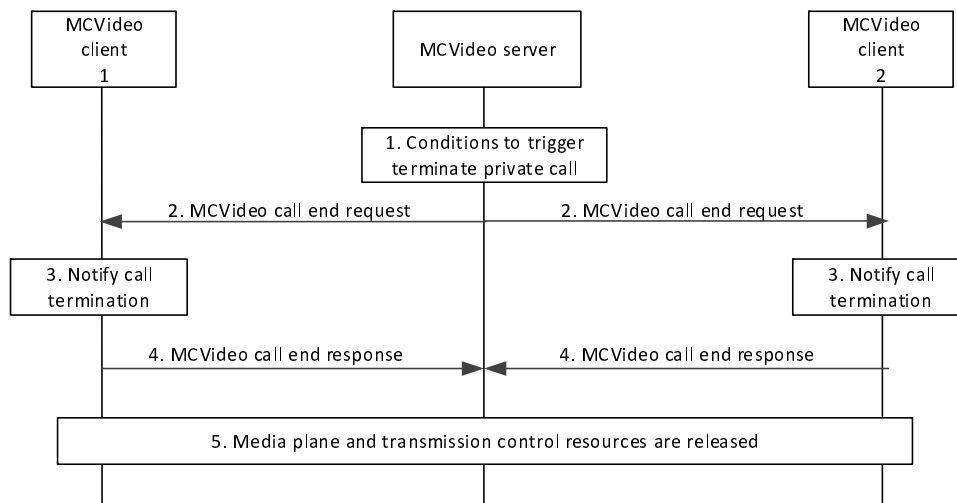 MCVideo
client
1
MCVideo server
MCVideo
client
2
1. Conditions to trigger
terminate private call
2. MCVideo call end request
2. MCVideo call end request
3. Notify call
termination
3. Notify call
termination
4. MCVideo call end response
4. MCVideo call end response
5. Media plane and transmission control resources are released